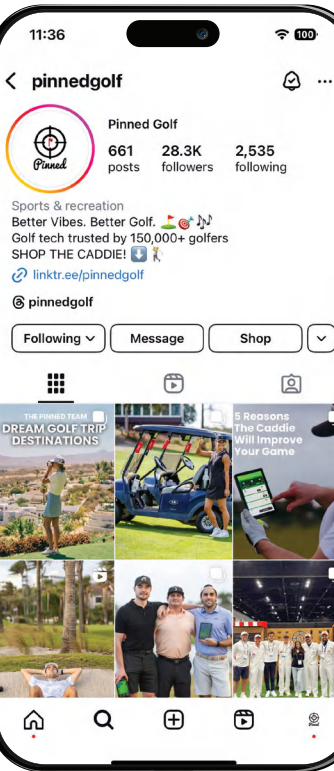 11:36
100
pinnedgolf
Pinned
Pinned Golf
661 28.3K 2,535
posts followers following
Sports & recreation
Better Vibes. Better Golf. ⛳🎯🎶
Golf tech trusted by 150,000+ golfers
SHOP THE CADDIE! ⬇️🏌️
linktr.ee/pinnedgolf
pinnedgolf
Following Message Shop
THE PINNED TEAM
DREAM GOLF TRIP
DESTINATIONS
5 Reasons
The Caddie
Will Improve
Your Game